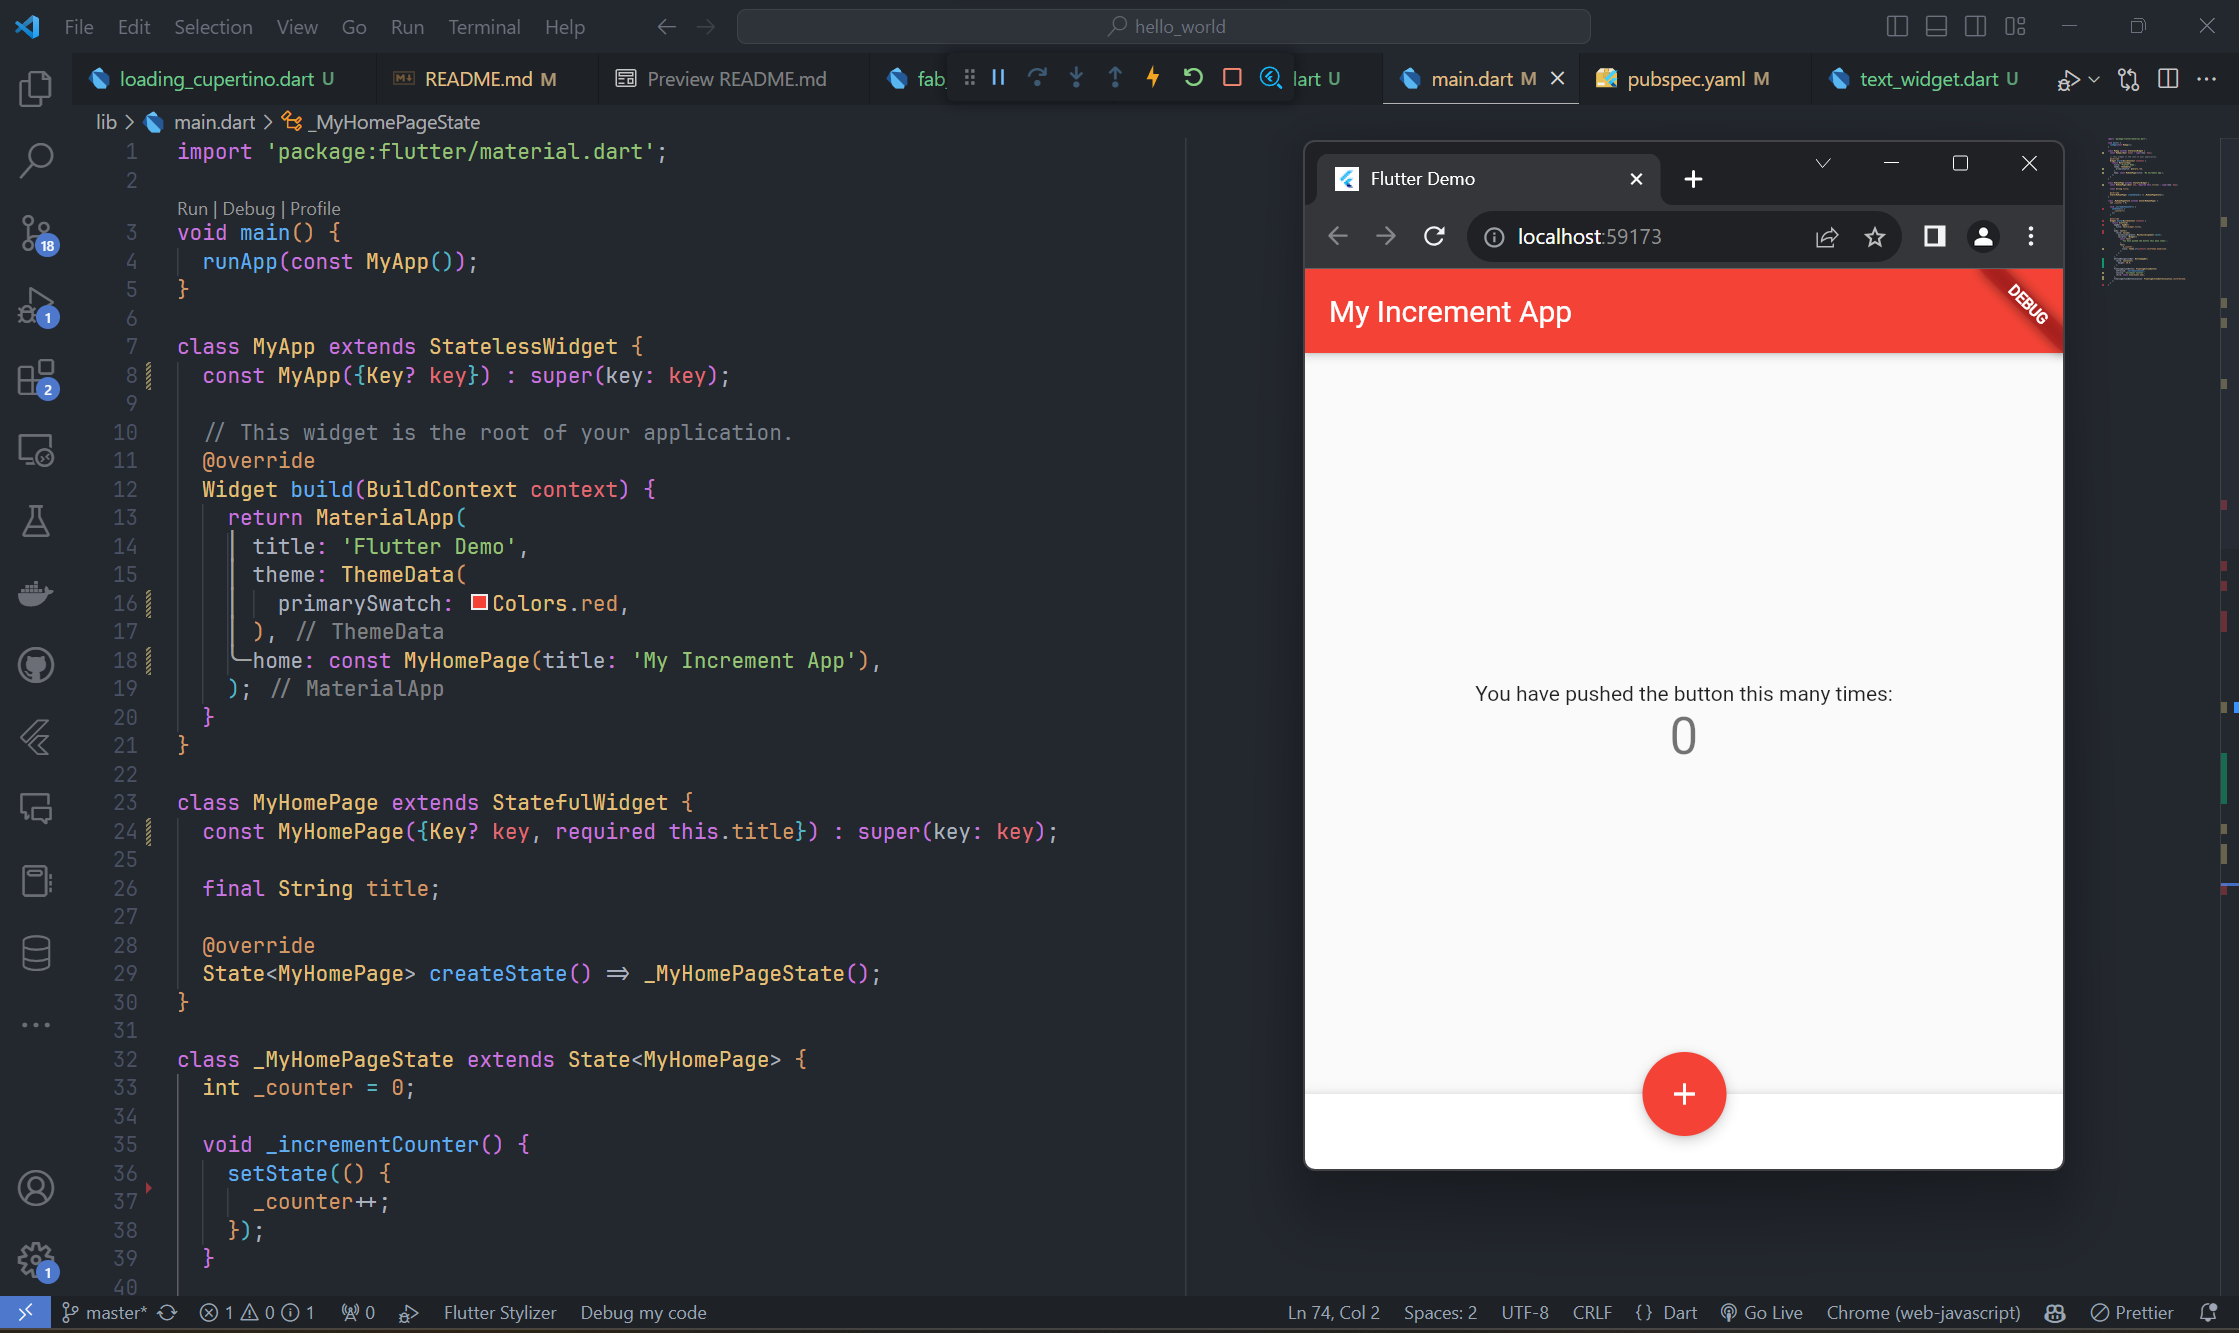 File Edit Selection View Go Run Terminal Help
hello_world
loading_cupertino.dart U
README.md M
Preview README.md
fab_
lart U
main.dart M
pubspec.yaml M
text_widget.dart U
lib > main.dart > _MyHomePageState
1 import 'package:flutter/material.dart';
2
Run | Debug | Profile
3 void main() {
4 runApp(const MyApp());
5 }
6
7 class MyApp extends StatelessWidget {
8 const MyApp({Key? key}) : super(key: key);
9
10 // This widget is the root of your application.
11 @override
12 Widget build(BuildContext context) {
13 return MaterialApp(
14 title: 'Flutter Demo',
15 theme: ThemeData(
16 primarySwatch: Colors.red,
17 ), // ThemeData
18 home: const MyHomePage(title: 'My Increment App'),
19 ); // MaterialApp
20 }
21 }
22
23 class MyHomePage extends StatefulWidget {
24 const MyHomePage({Key? key, required this.title}) : super(key: key);
25
26 final String title;
27
28 @override
29 State<MyHomePage> createState() => _MyHomePageState();
30 }
31
32 class _MyHomePageState extends State<MyHomePage> {
33 int _counter = 0;
34
35 void _incrementCounter() {
36 setState(() {
37 _counter++;
38 });
39 }
40
18
1
2
1
Flutter Demo
localhost:59173
My Increment App
DEBUG
You have pushed the button this many times:
0
master* 1 0 1 0 Flutter Stylizer Debug my code
Ln 74, Col 2 Spaces: 2 UTF-8 CRLF {} Dart Go Live Chrome (web-javascript) Prettier